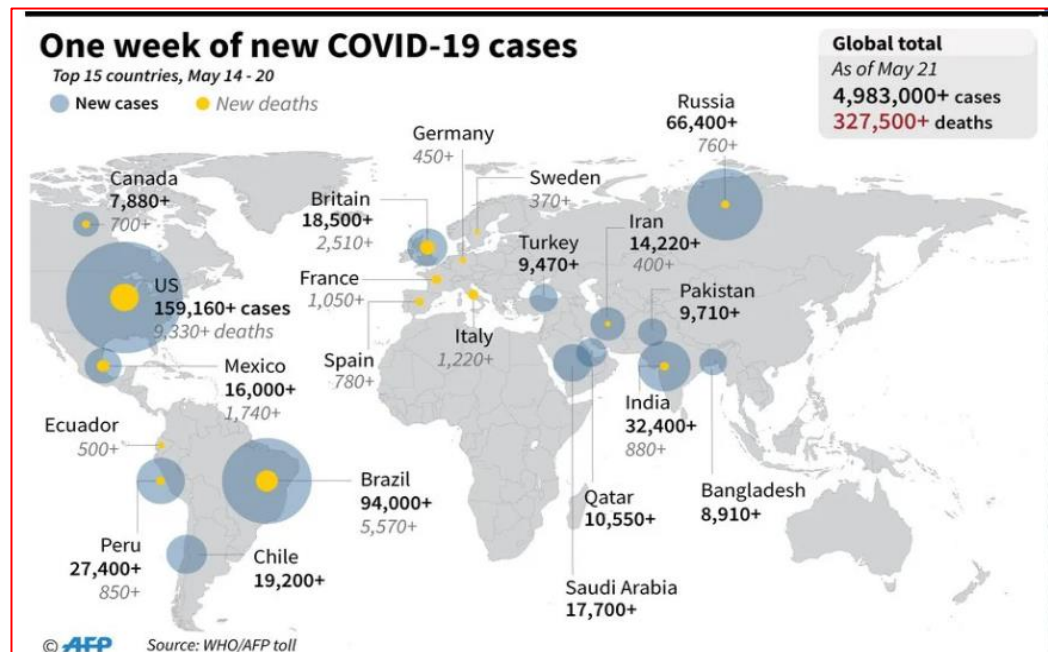 One week of new COVID-19 cases
Top 15 countries, May 14 - 20
New cases
New deaths
Global total
As of May 21
4,983,000+ cases
327,500+ deaths
Russia
66,400+
760+
Germany
450+
Sweden
370+
Canada
7,880+
700+
Britain
18,500+
2,510+
Iran
14,220+
400+
Turkey
9,470+
France
1,050+
Pakistan
9,710+
US
159,160+ cases
9,330+ deaths
Italy
1,220+
Spain
780+
Mexico
16,000+
1,740+
India
32,400+
880+
Ecuador
500+
Brazil
94,000+
5,570+
Qatar
10,550+
Bangladesh
8,910+
Peru
27,400+
850+
Chile
19,200+
Saudi Arabia
17,700+
© AFP
Source: WHO/AFP toll